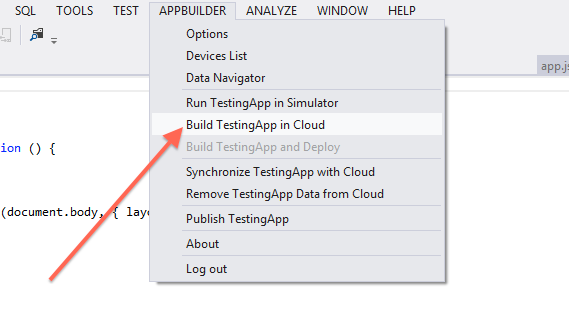 SQL TOOLS TEST APPBUILDER ANALYZE WINDOW HELP
Options
Devices List
app.js
Data Navigator
Run TestingApp in Simulator
Build TestingApp in Cloud
ion () {
Build TestingApp and Deploy
Synchronize TestingApp with Cloud
Remove TestingApp Data from Cloud
(document.body, { layo
Publish TestingApp
About
Log out